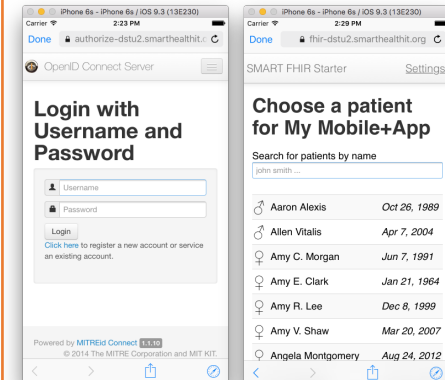 iPhone 6s - iPhone 6s / iOS 9.3 (13E230)
Carrier 2:23 PM
Done authorize-dstu2.smarthealthit.c
OpenID Connect Server
Login with
Username and
Password
Username
Password
Login
Click here to register a new account or service
an existing account.
Powered by MITREid Connect 1.1.10
© 2014 The MITRE Corporation and MIT KIT.
iPhone 6s - iPhone 6s / iOS 9.3 (13E230)
Carrier 2:29 PM
Done fhir-dstu2.smarthealthit.org
SMART FHIR Starter Settings
Choose a patient
for My Mobile+App
Search for patients by name
john smith ...
Aaron Alexis Oct 26, 1989
Allen Vitalis Apr 7, 2004
Amy C. Morgan Jun 7, 1991
Amy E. Clark Jan 21, 1964
Amy R. Lee Dec 8, 1999
Amy V. Shaw Mar 20, 2007
Angela Montgomery Aug 24, 2012